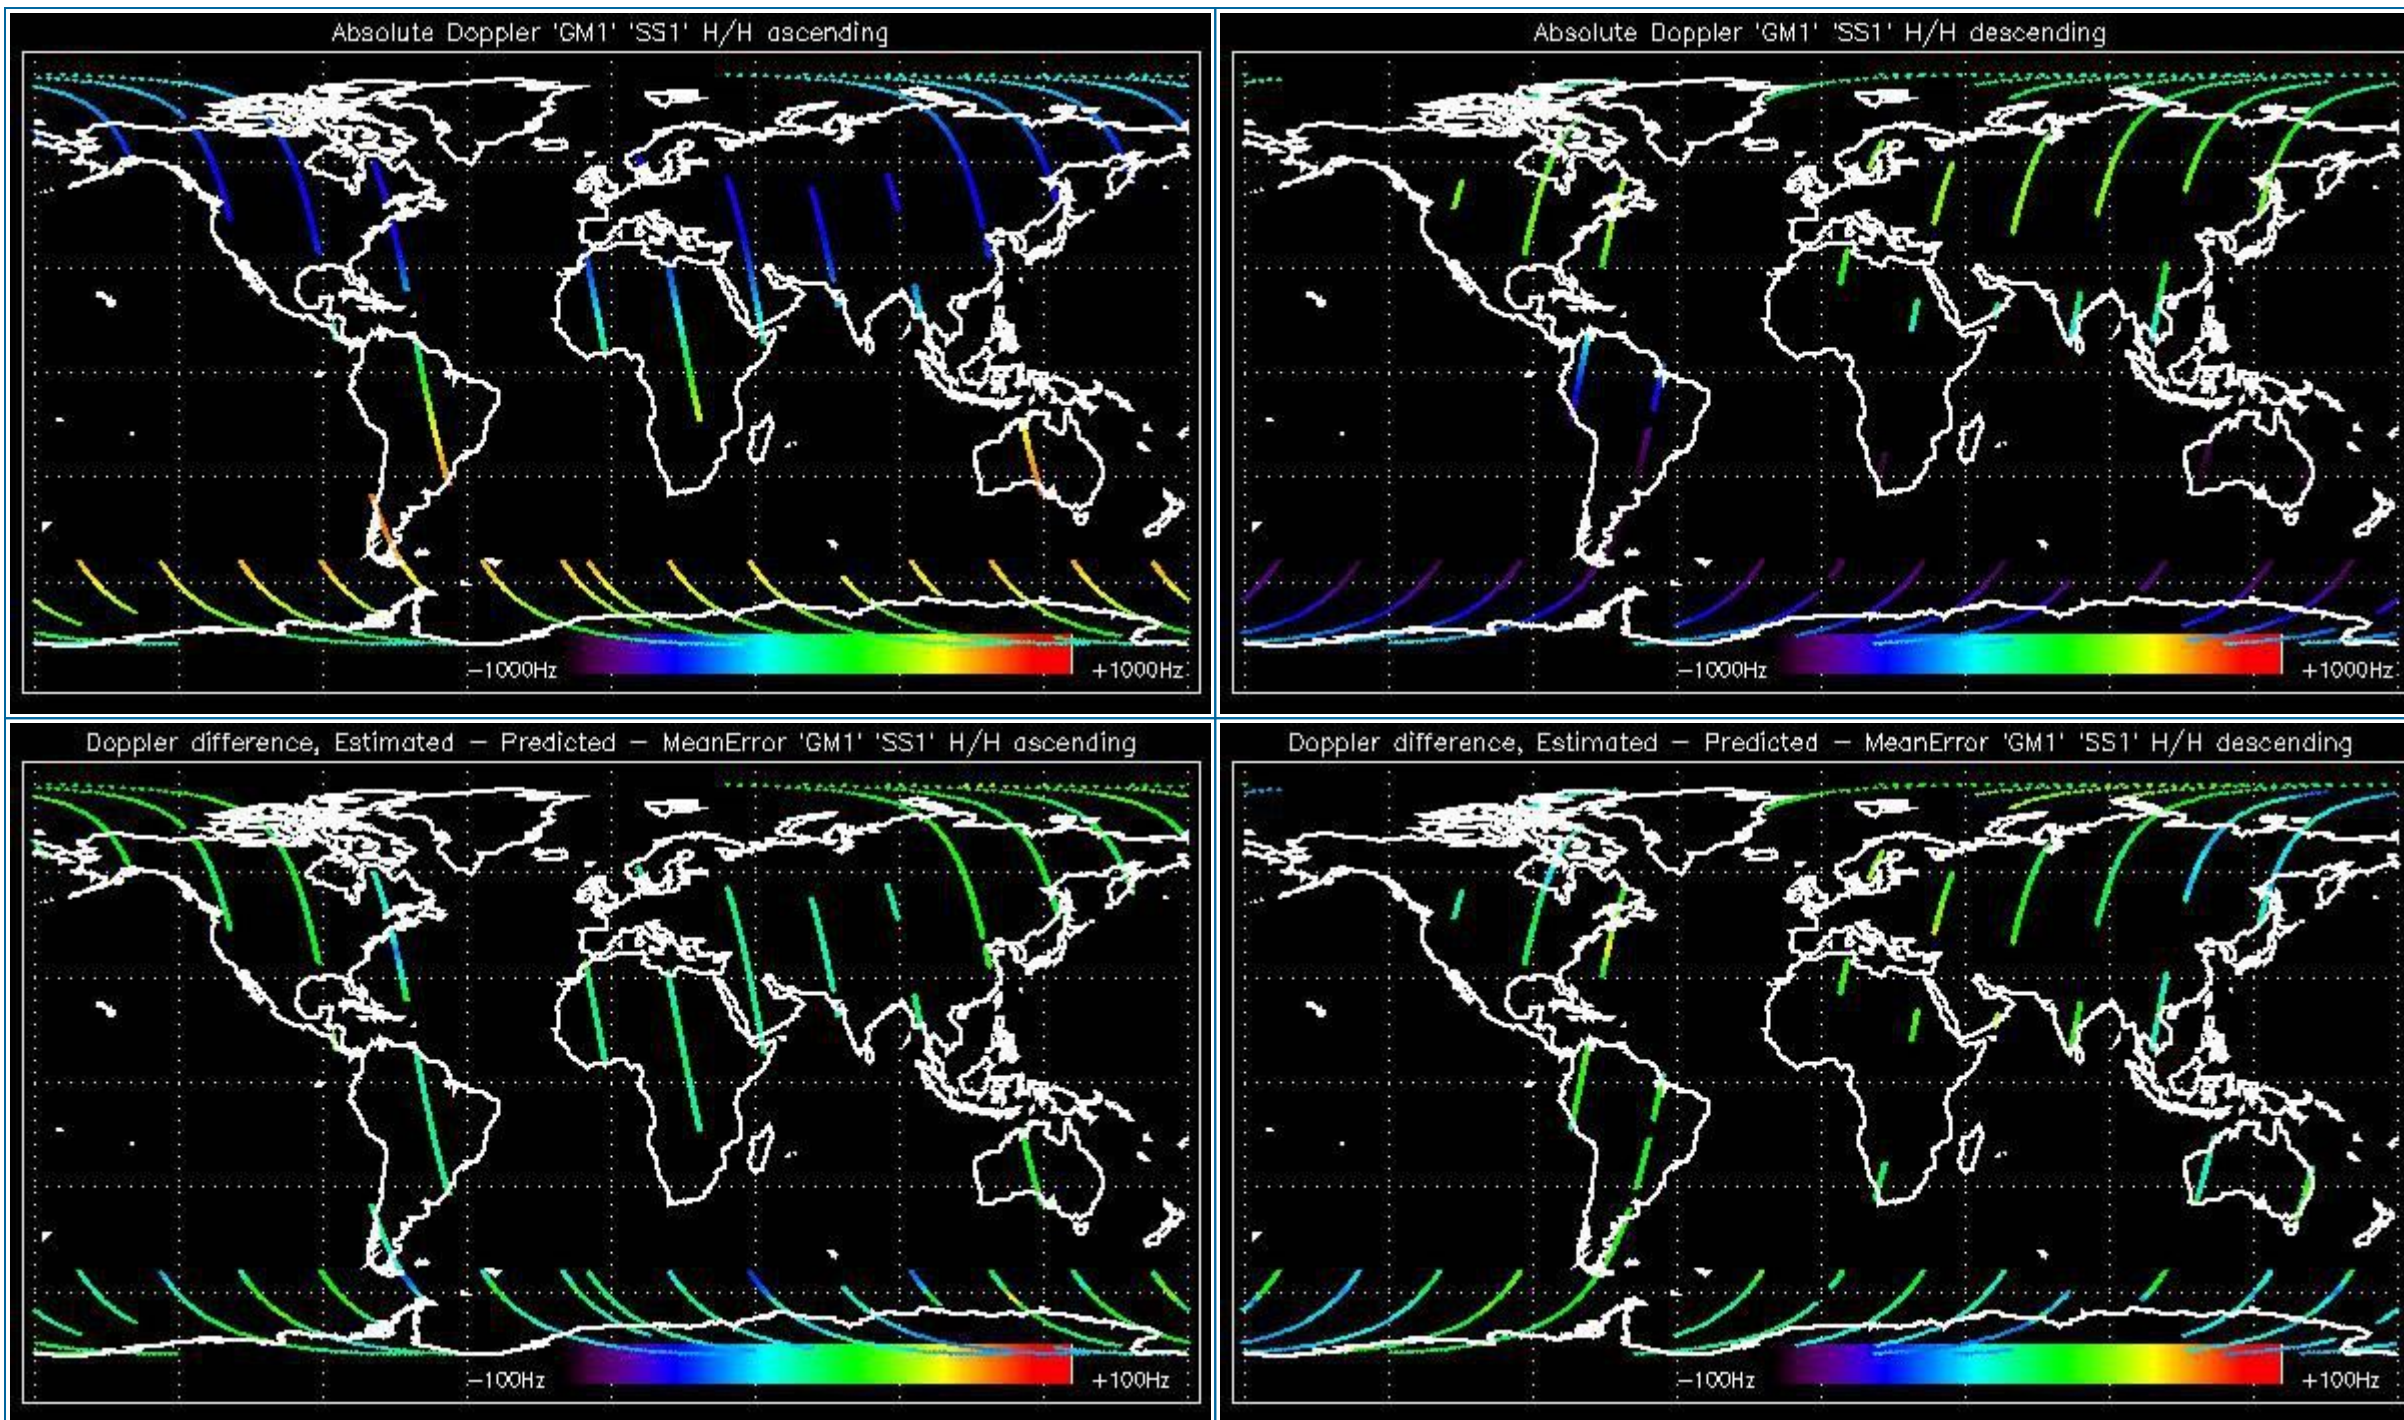 Absolute Doppler 'GM1' 'SS1' H/H ascending
-1000Hz
+1000Hz
Absolute Doppler 'GM1' 'SS1' H/H descending
-1000Hz
+1000Hz
Doppler difference, Estimated - Predicted - MeanError 'GM1' 'SS1' H/H ascending
-100Hz
+100Hz
Doppler difference, Estimated - Predicted - MeanError 'GM1' 'SS1' H/H descending
-100Hz
+100Hz